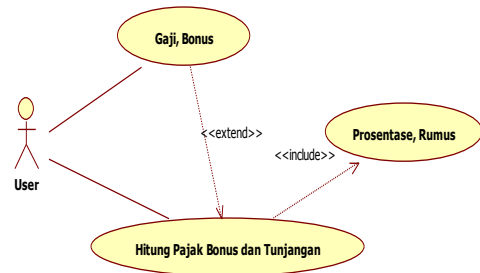 Gaji, Bonus
<<extend>>
Prosentase, Rumus
<<include>>
User
Hitung Pajak Bonus dan Tunjangan